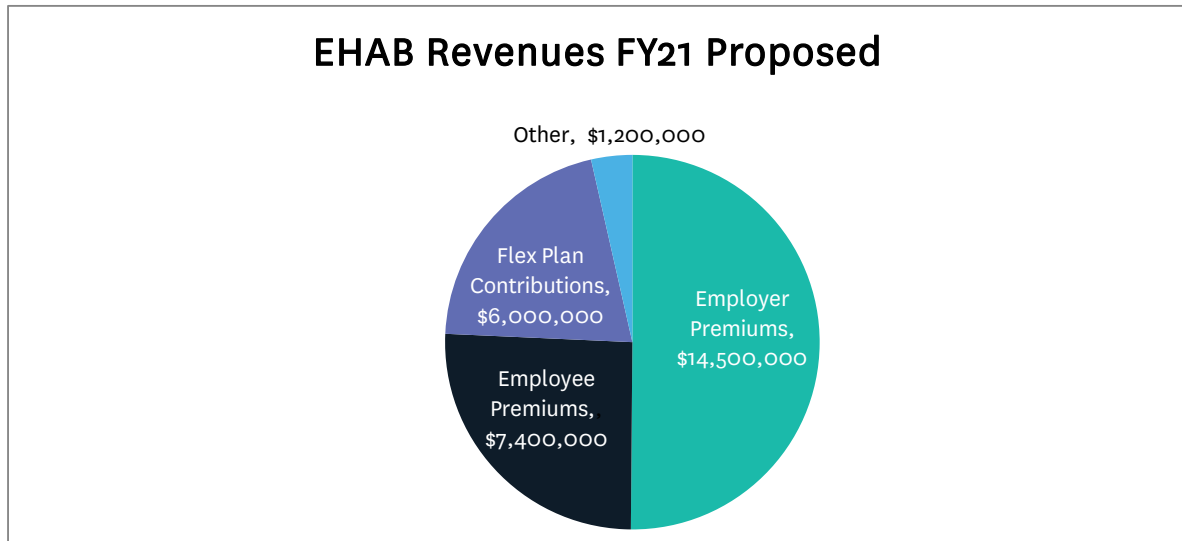 EHAB Revenues FY21 Proposed
Other, $1,200,000
Flex Plan
Contributions,
$6,000,000
Employer
Premiums,
$14,500,000
Employee
Premiums,
$7,400,000